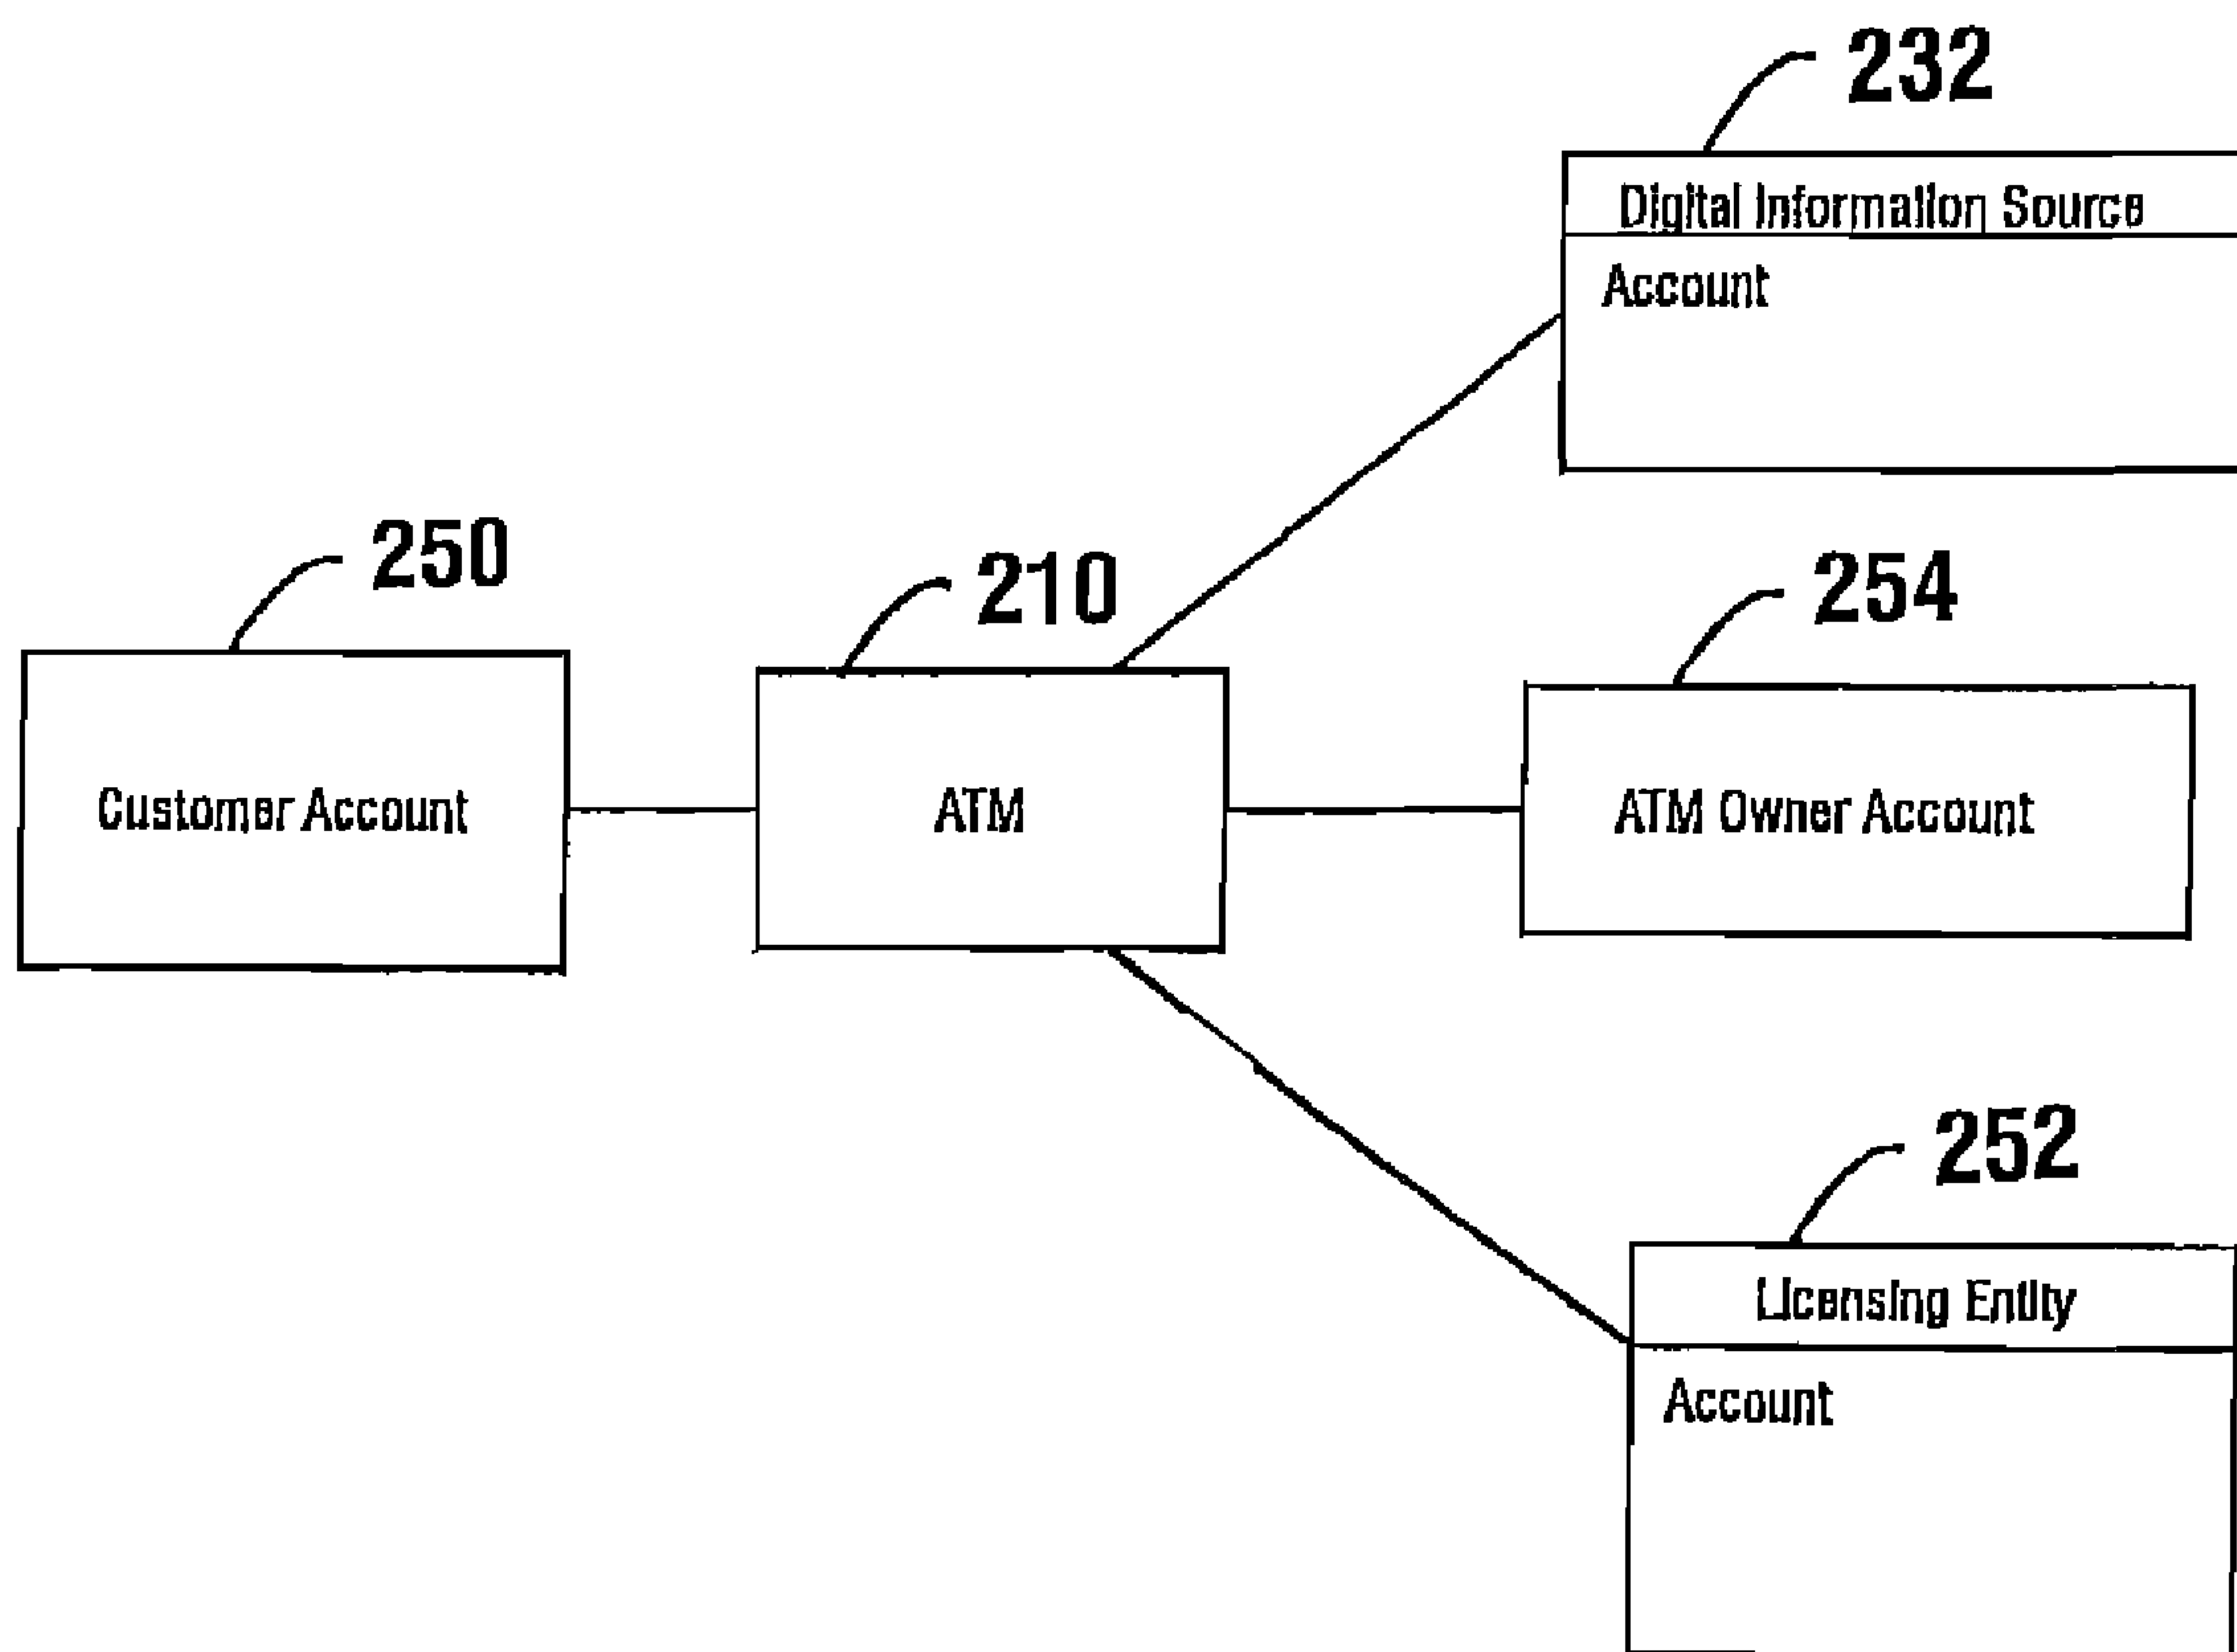 232
Digital Information Source
Account
250
210
254
Customer Account
ATM
ATM Owner Account
252
Licensing Entity
Account